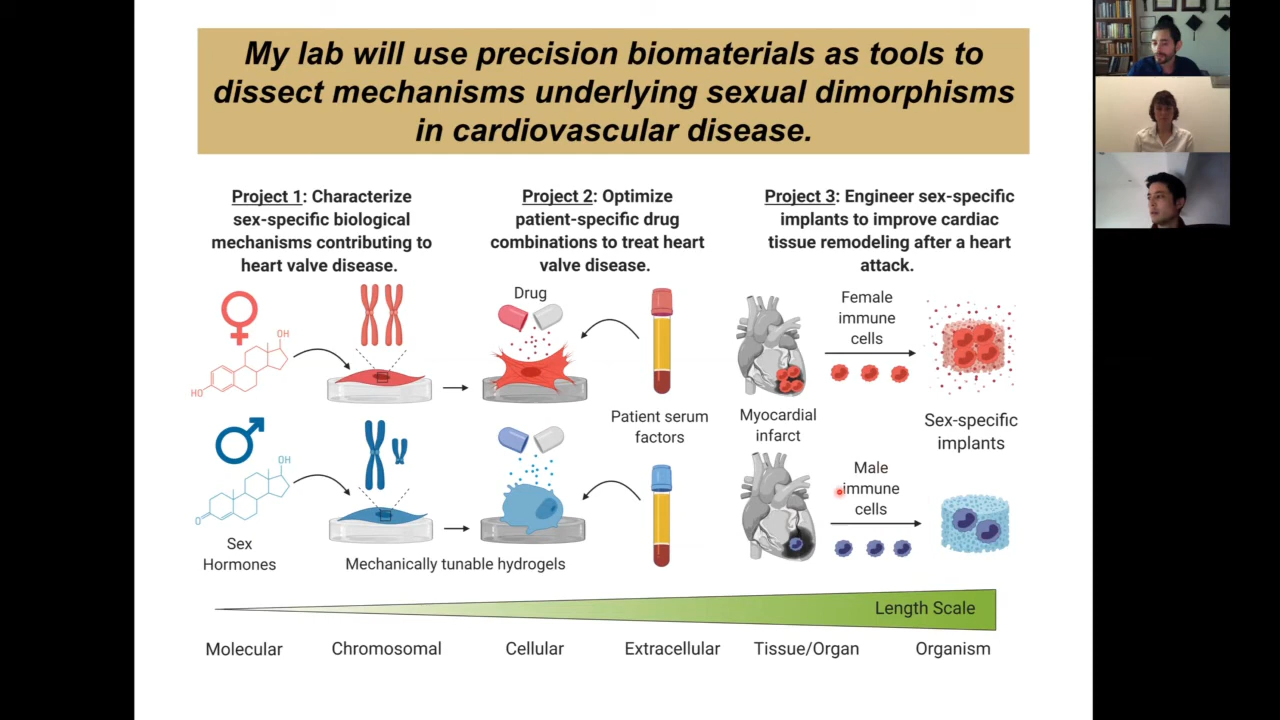 My lab will use precision biomaterials as tools to
dissect mechanisms underlying sexual dimorphisms
in cardiovascular disease.
Project 1: Characterize
sex-specific biological
mechanisms contributing to
heart valve disease.
Project 2: Optimize
patient-specific drug
combinations to treat heart
valve disease.
Project 3: Engineer sex-specific
implants to improve cardiac
tissue remodeling after a heart
attack.
OH
HO
Drug
Patient serum
factors
Female
immune
cells
Myocardial
infarct
Sex-specific
implants
OH
O
Sex
Hormones
Mechanically tunable hydrogels
Male
immune
cells
Length Scale
Molecular
Chromosomal
Cellular
Extracellular
Tissue/Organ
Organism